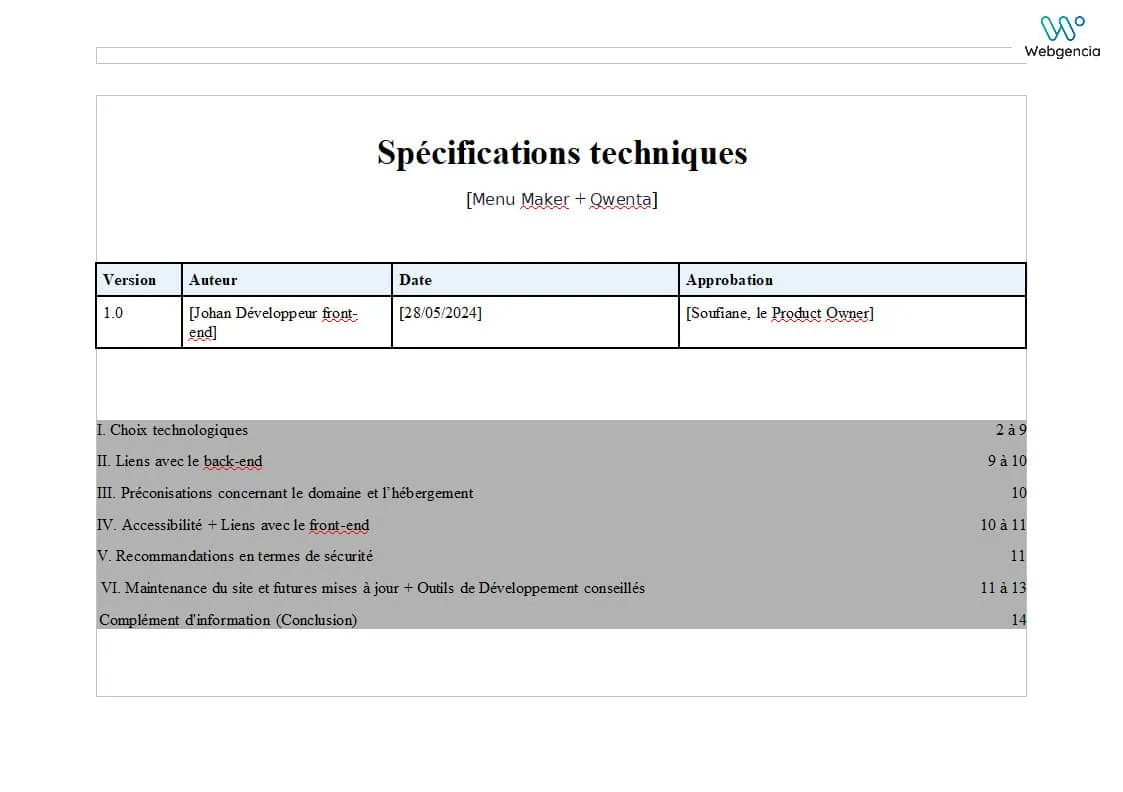 Webgencia
Spécifications techniques
[Menu Maker + Qwenta]
Version Auteur Date Approbation
1.0 [Johan Développeur front- [28/05/2024] [Soufiane, le Product Owner]
end]
I. Choix technologiques 2 à 9
II. Liens avec le back-end 9 à 10
III. Préconisations concernant le domaine et l'hébergement 10
IV. Accessibilité + Liens avec le front-end 10 à 11
V. Recommandations en termes de sécurité 11
VI. Maintenance du site et futures mises à jour + Outils de Développement conseillés 11 à 13
Complément d'information (Conclusion) 14